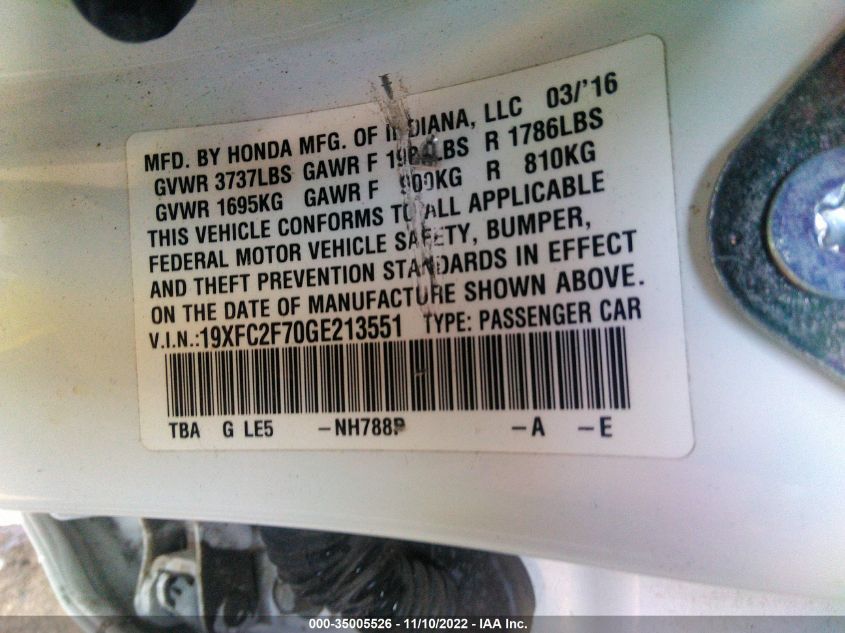 MFD. BY HONDA MFG. OF INDIANA, LLC 03/'16
GVWR 3737LBS GAWR F LBS R 1786LBS
GVWR 1695KG GAWR F 900KG R 810KG
THIS VEHICLE CONFORMS TO ALL APPLICABLE
FEDERAL MOTOR VEHICLE SAFETY, BUMPER,
AND THEFT PREVENTION STANDARDS IN EFFECT
ON THE DATE OF MANUFACTURE SHOWN ABOVE.
V.I.N.:19XFC2F70GE213551 TYPE: PASSENGER CAR
TBA G LE5 -NH788P -A -E
000-35005526 - 11/10/2022 - IAA Inc.